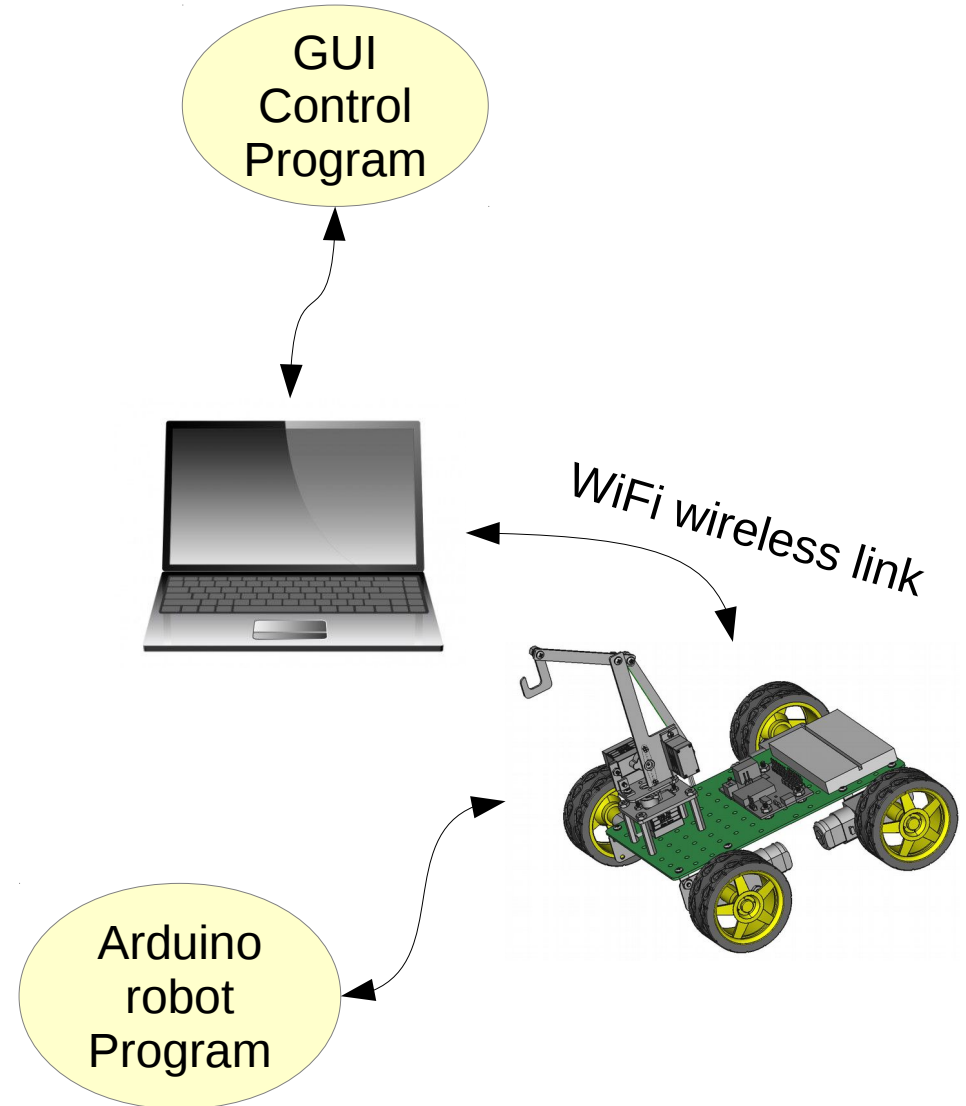 GUI
Control
Program
WiFi wireless link
Arduino
robot
Program